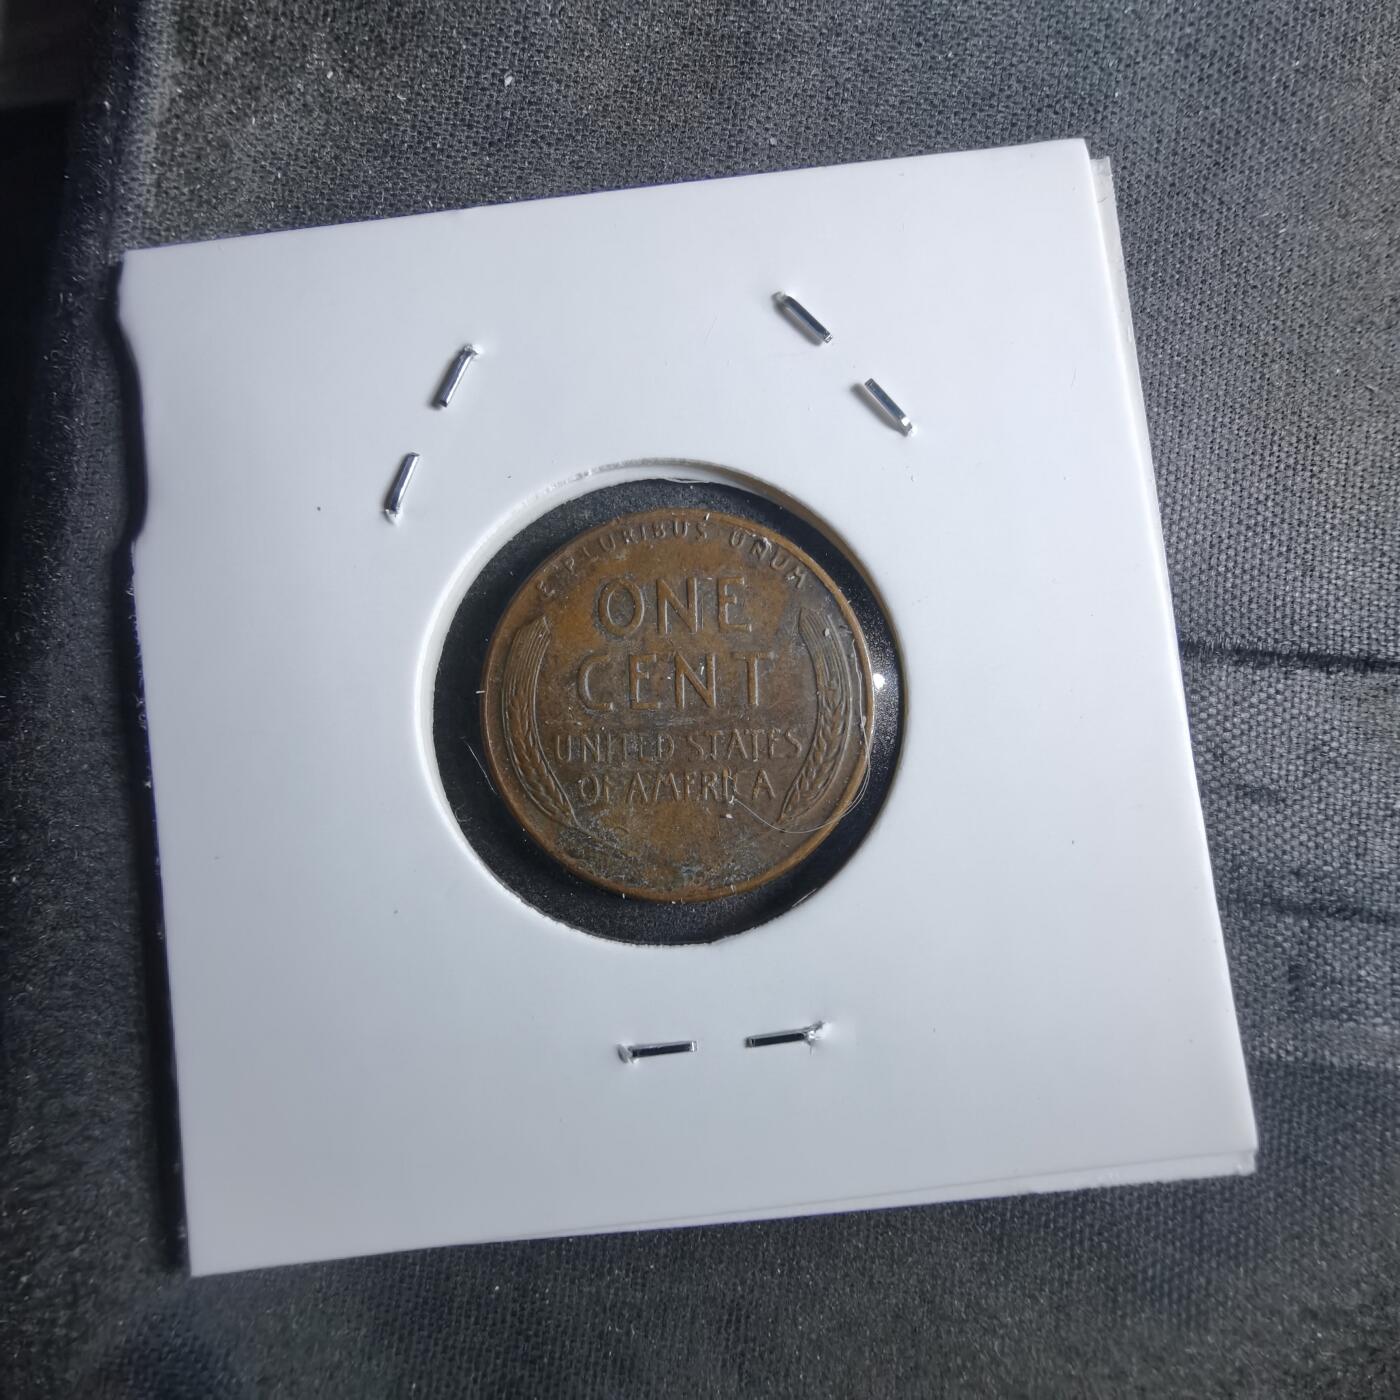 E PLURIBUS UNUM
ONE
CENT
UNITED STATES
OF AMERICA